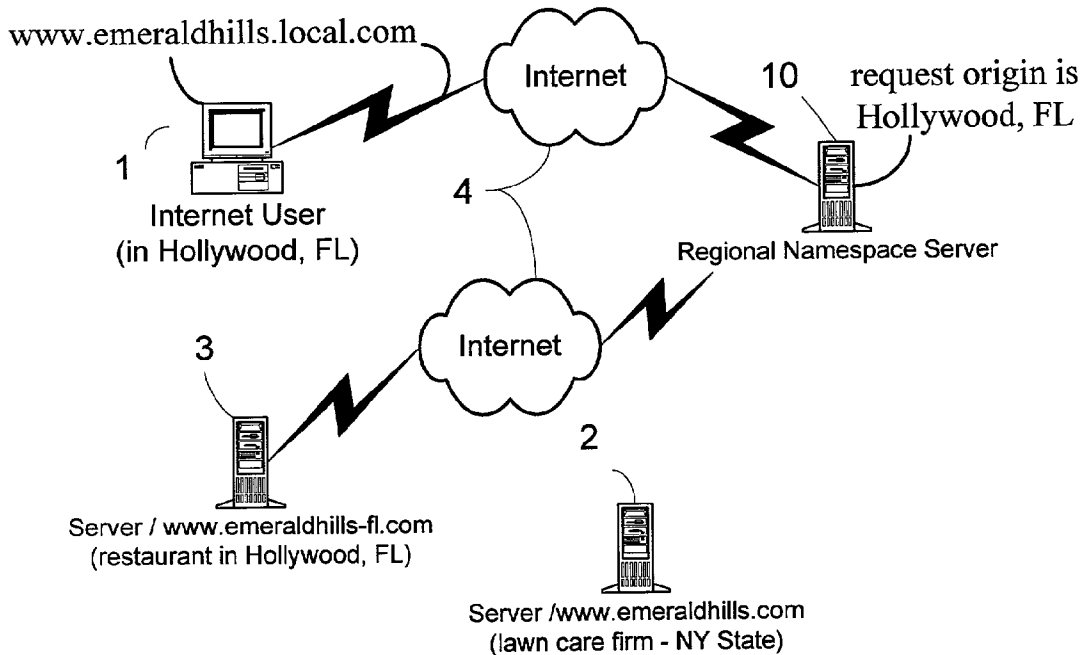 www.emeraldhills.local.com
Internet
10
request origin is
Hollywood, FL
1
Internet User
(in Hollywood, FL)
4
Regional Namespace Server
Internet
3
2
Server / www.emeraldhills-fl.com
(restaurant in Hollywood, FL)
Server /www.emeraldhills.com
(lawn care firm - NY State)